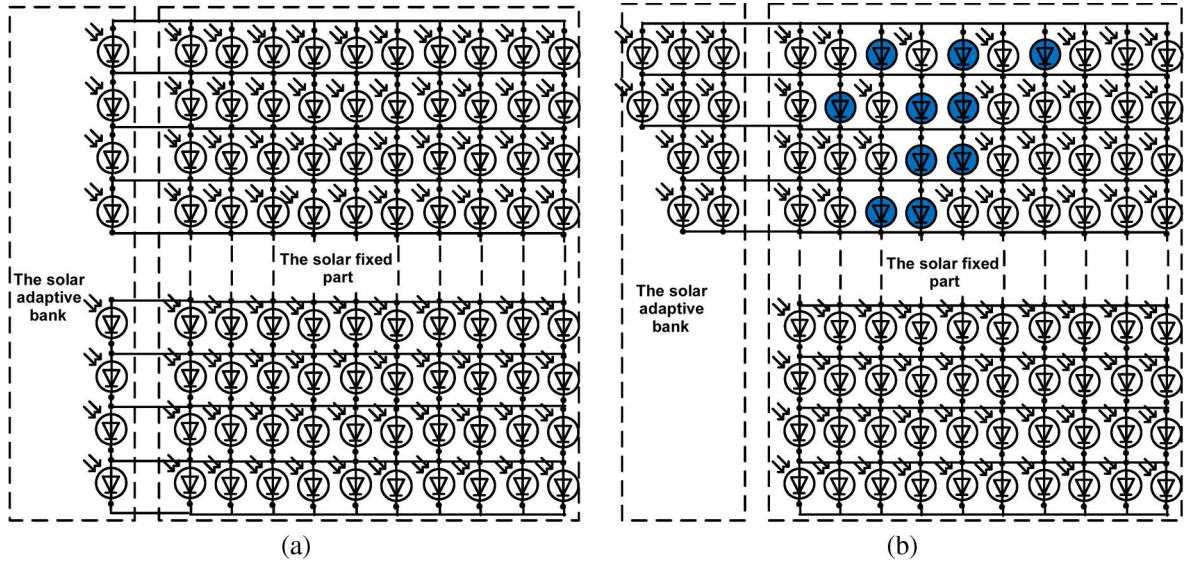 The solar fixed
part
The solar
adaptive
bank
(a)
The solar fixed
part
The solar
adaptive
bank
(b)